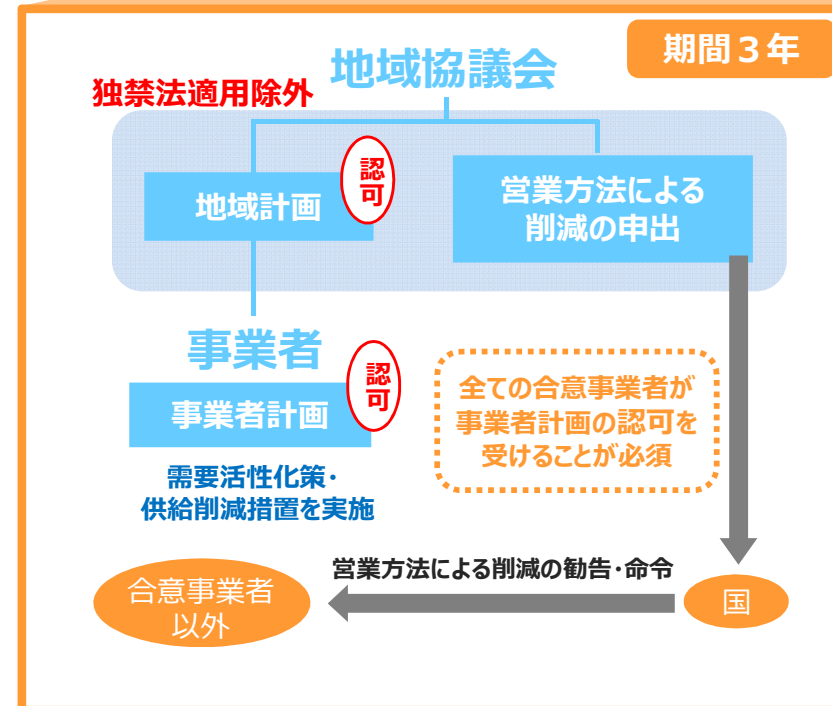 期間３年
地域協議会
独禁法適用除外
認可
地域計画
営業方法による
削減の申出
事業者
認可
事業者計画
全ての合意事業者が
事業者計画の認可を
受けることが必須
需要活性化策・
供給削減措置を実施
営業方法による削減の勧告・命令
合意事業者
以外
国